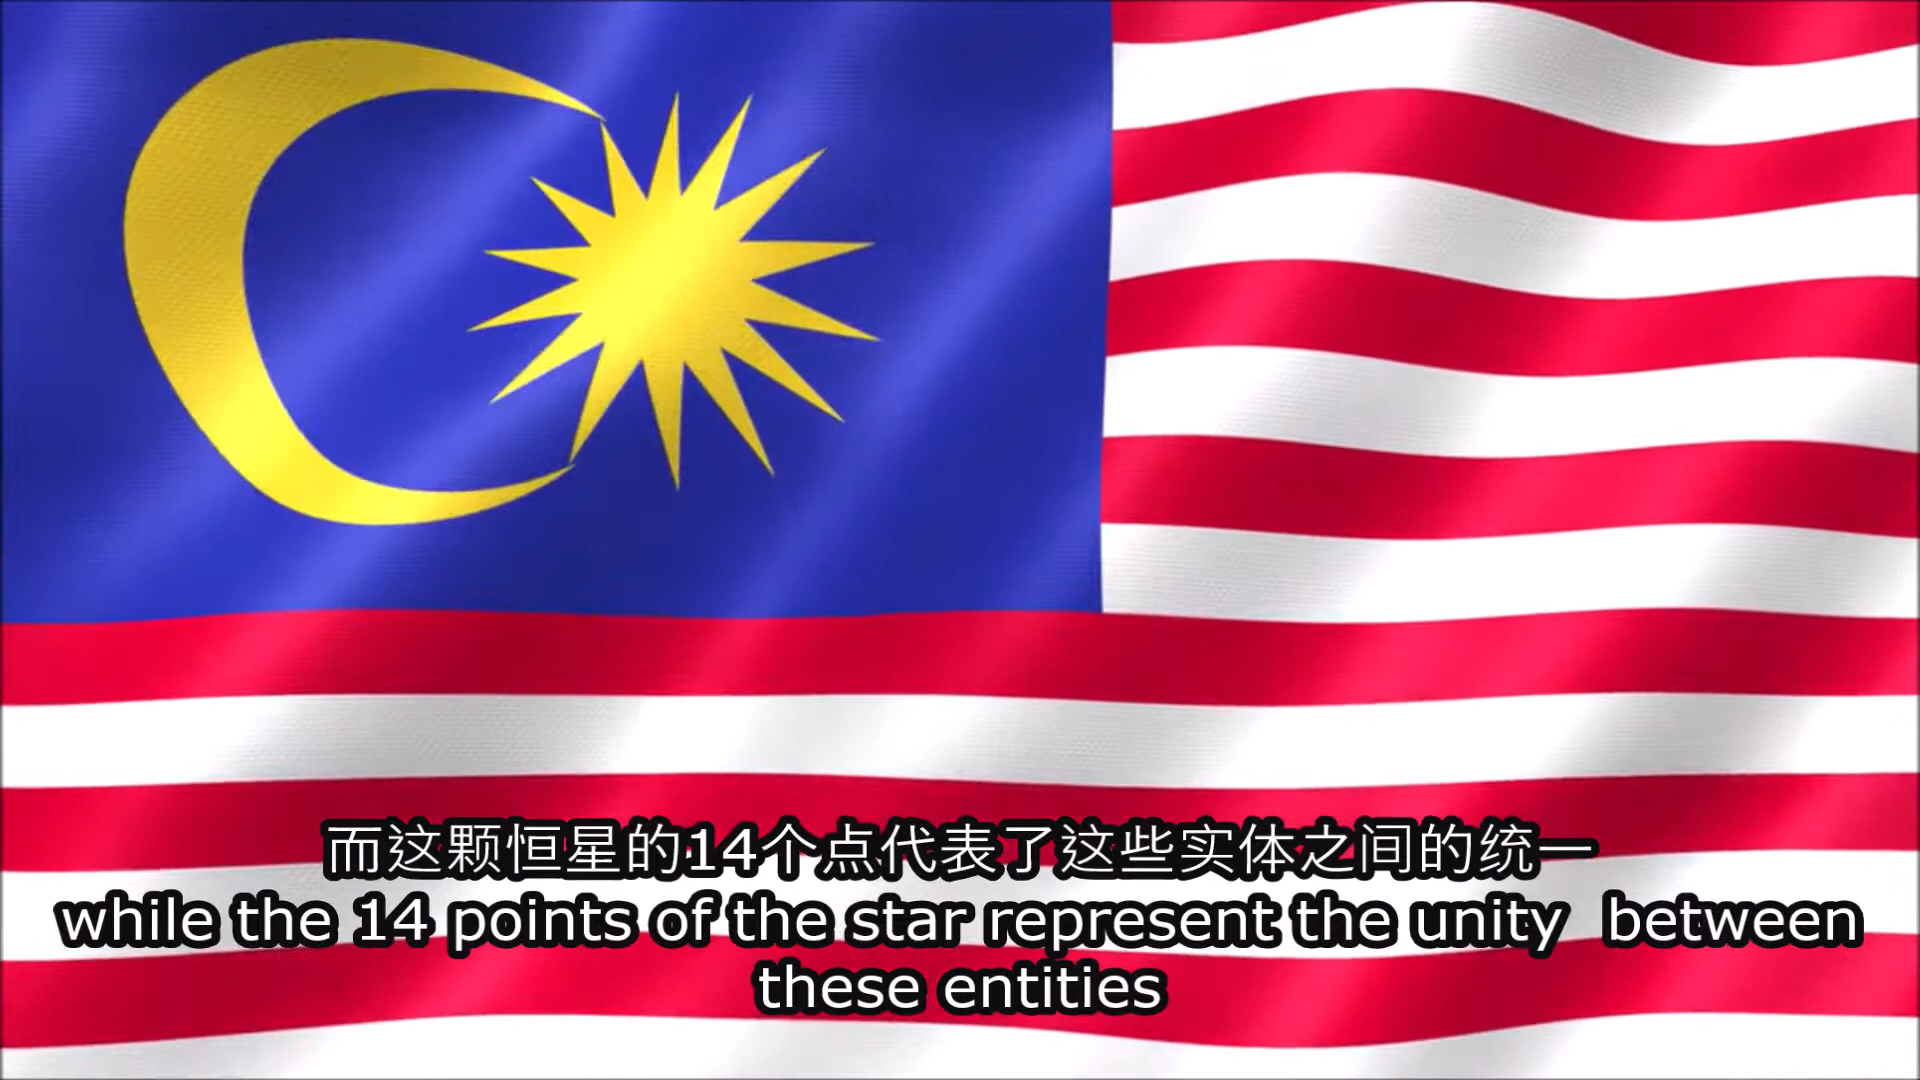 而这颗恒星的14个点代表了这些实体之间的统一
while the 14 points of the star represent the unity  between
these entities